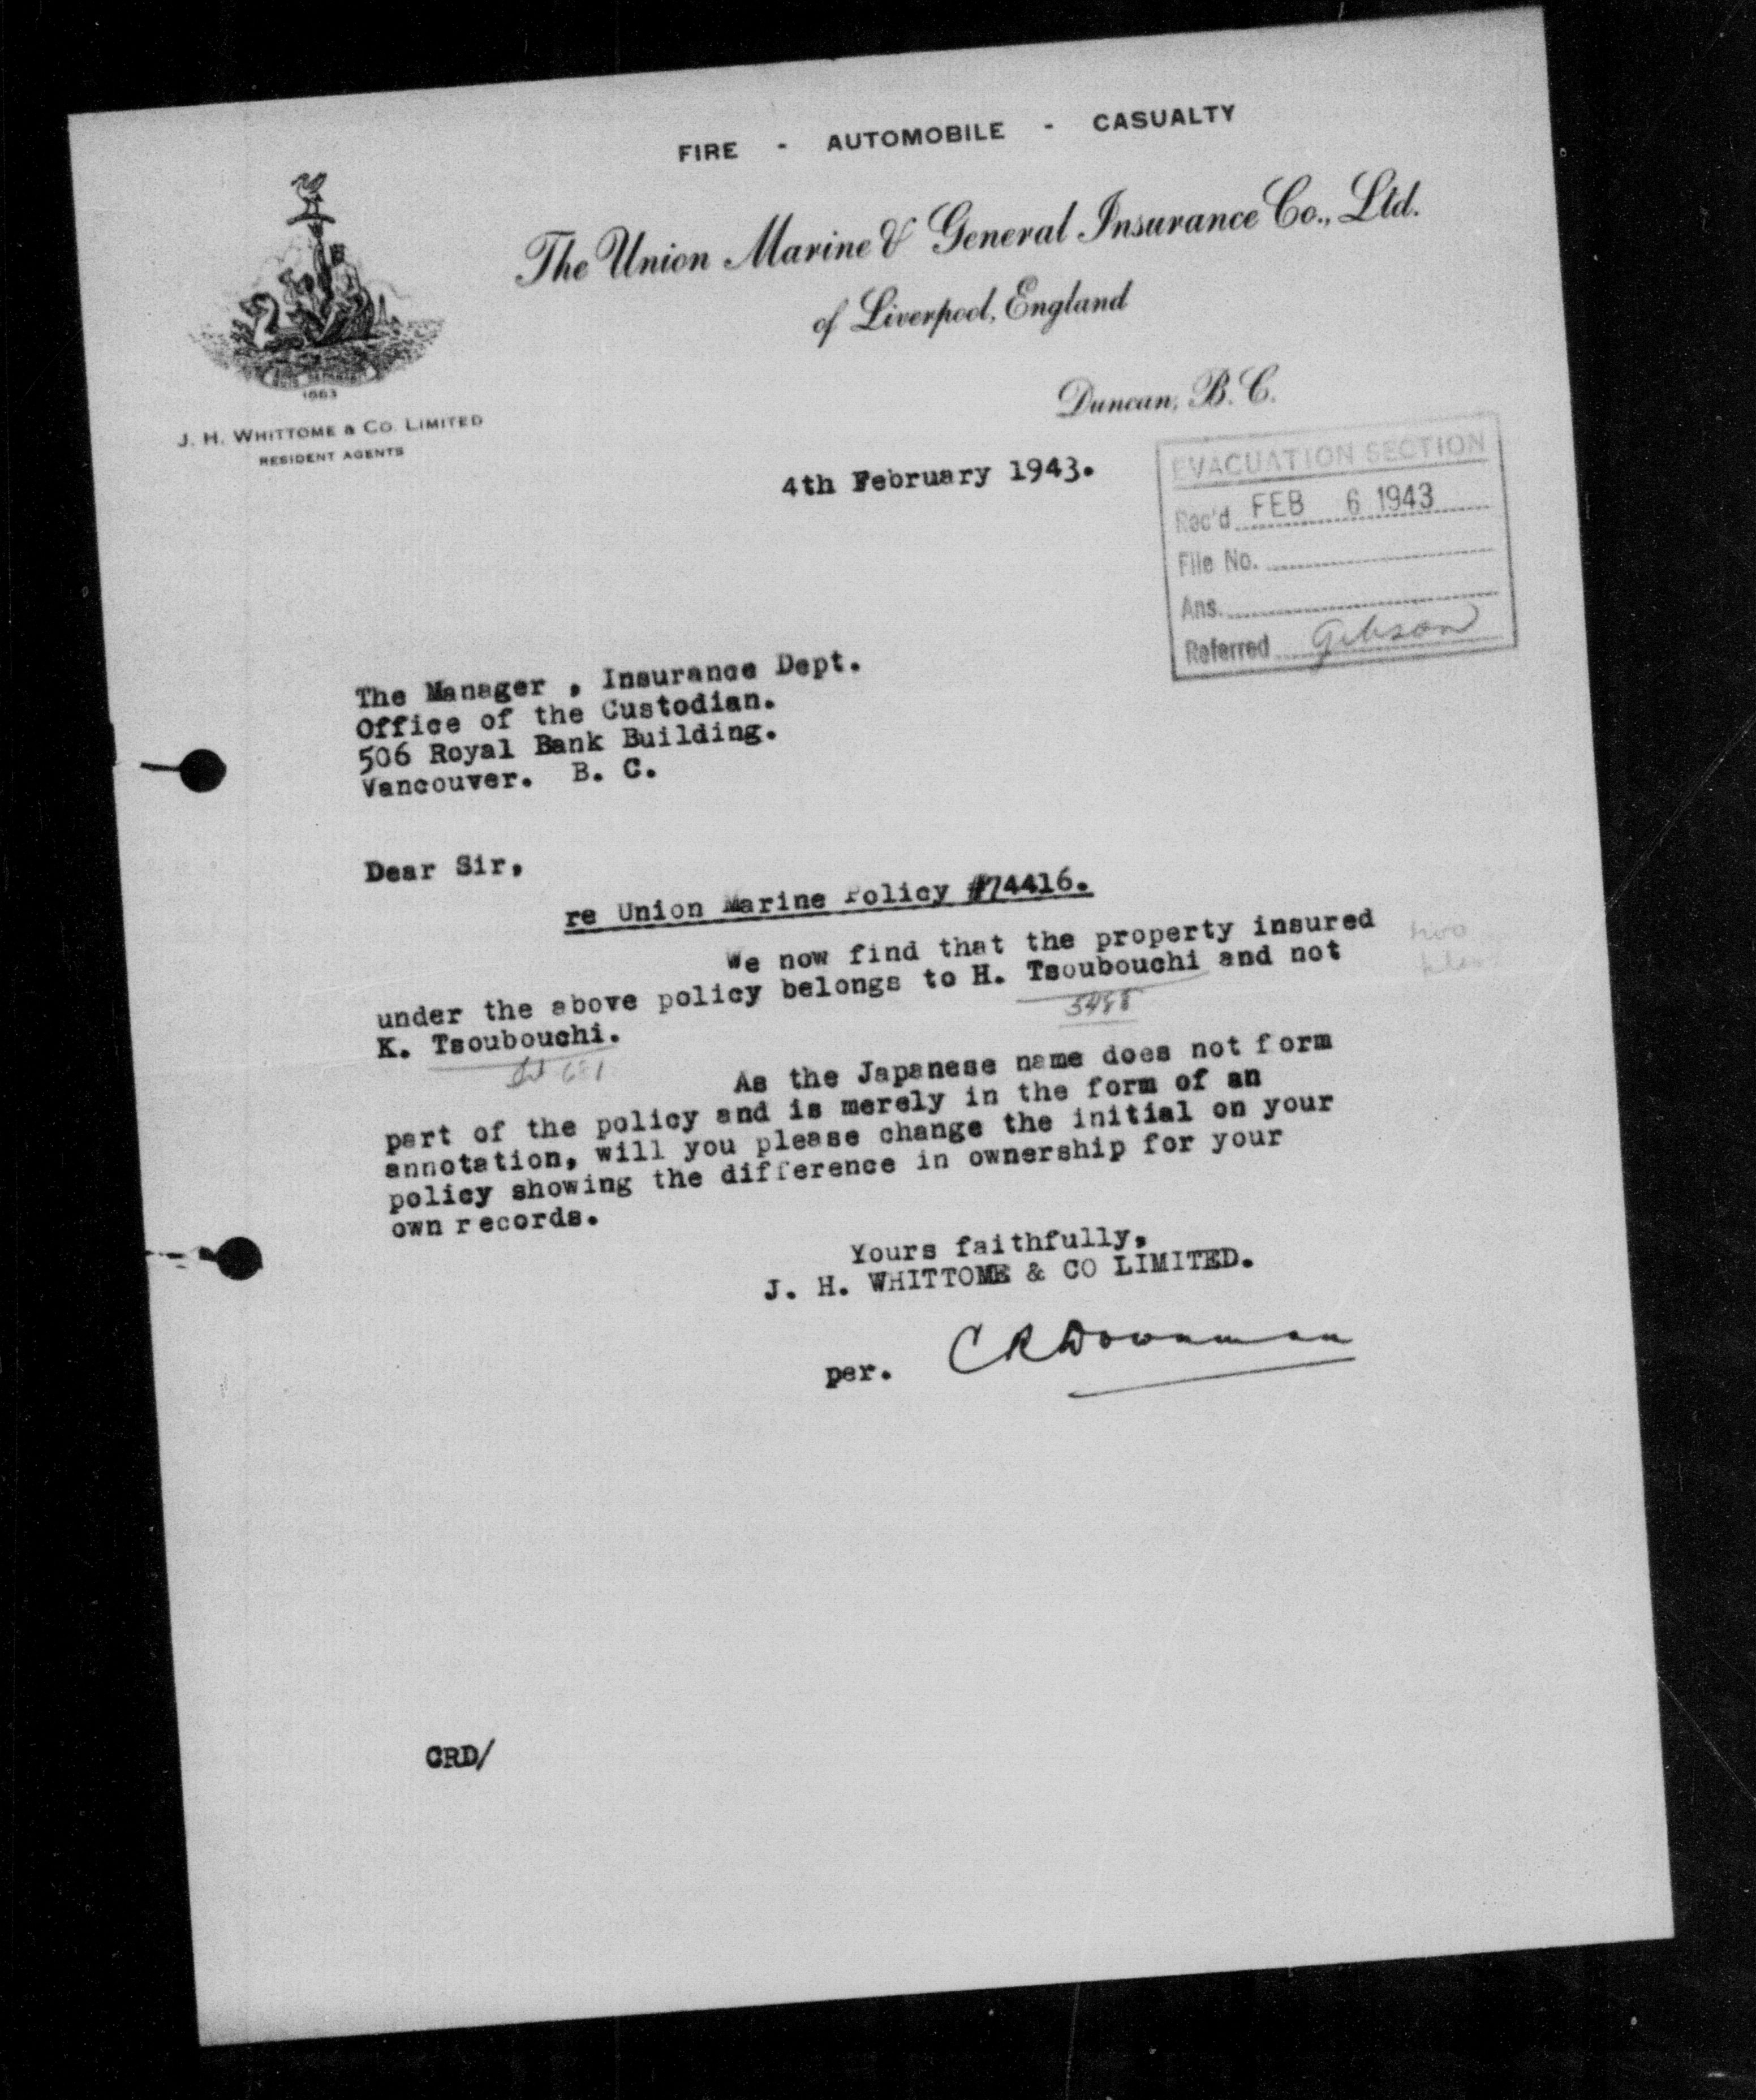 FIRE - AUTOMOBILE - CASUALTY
The Union Marine & General Insurance Co., Ltd.
of Liverpool, England
1863
J. H. WHITTOME & CO. LIMITED
RESIDENT AGENTS
Duncan, B. C.
4th February 1943.
EVACUATION SECTION
Rec'd FEB 6 1943
File No.
Ans.
Referred Gibson
The Manager , Insurance Dept.
Office of the Custodian.
506 Royal Bank Building.
Vancouver. B. C.
Dear Sir,
re Union Marine Policy #74416.
We now find that the property insured
under the above policy belongs to H. Tsoubouchi and not
5488
K. Tsoubouchi.
681
As the Japanese name does not form
part of the policy and is merely in the form of an
annotation, will you please change the initial on your
policy showing the difference in ownership for your
own records.
Yours faithfully,
J. H. WHITTOME & CO LIMITED.
per. CRDownman
CRD/